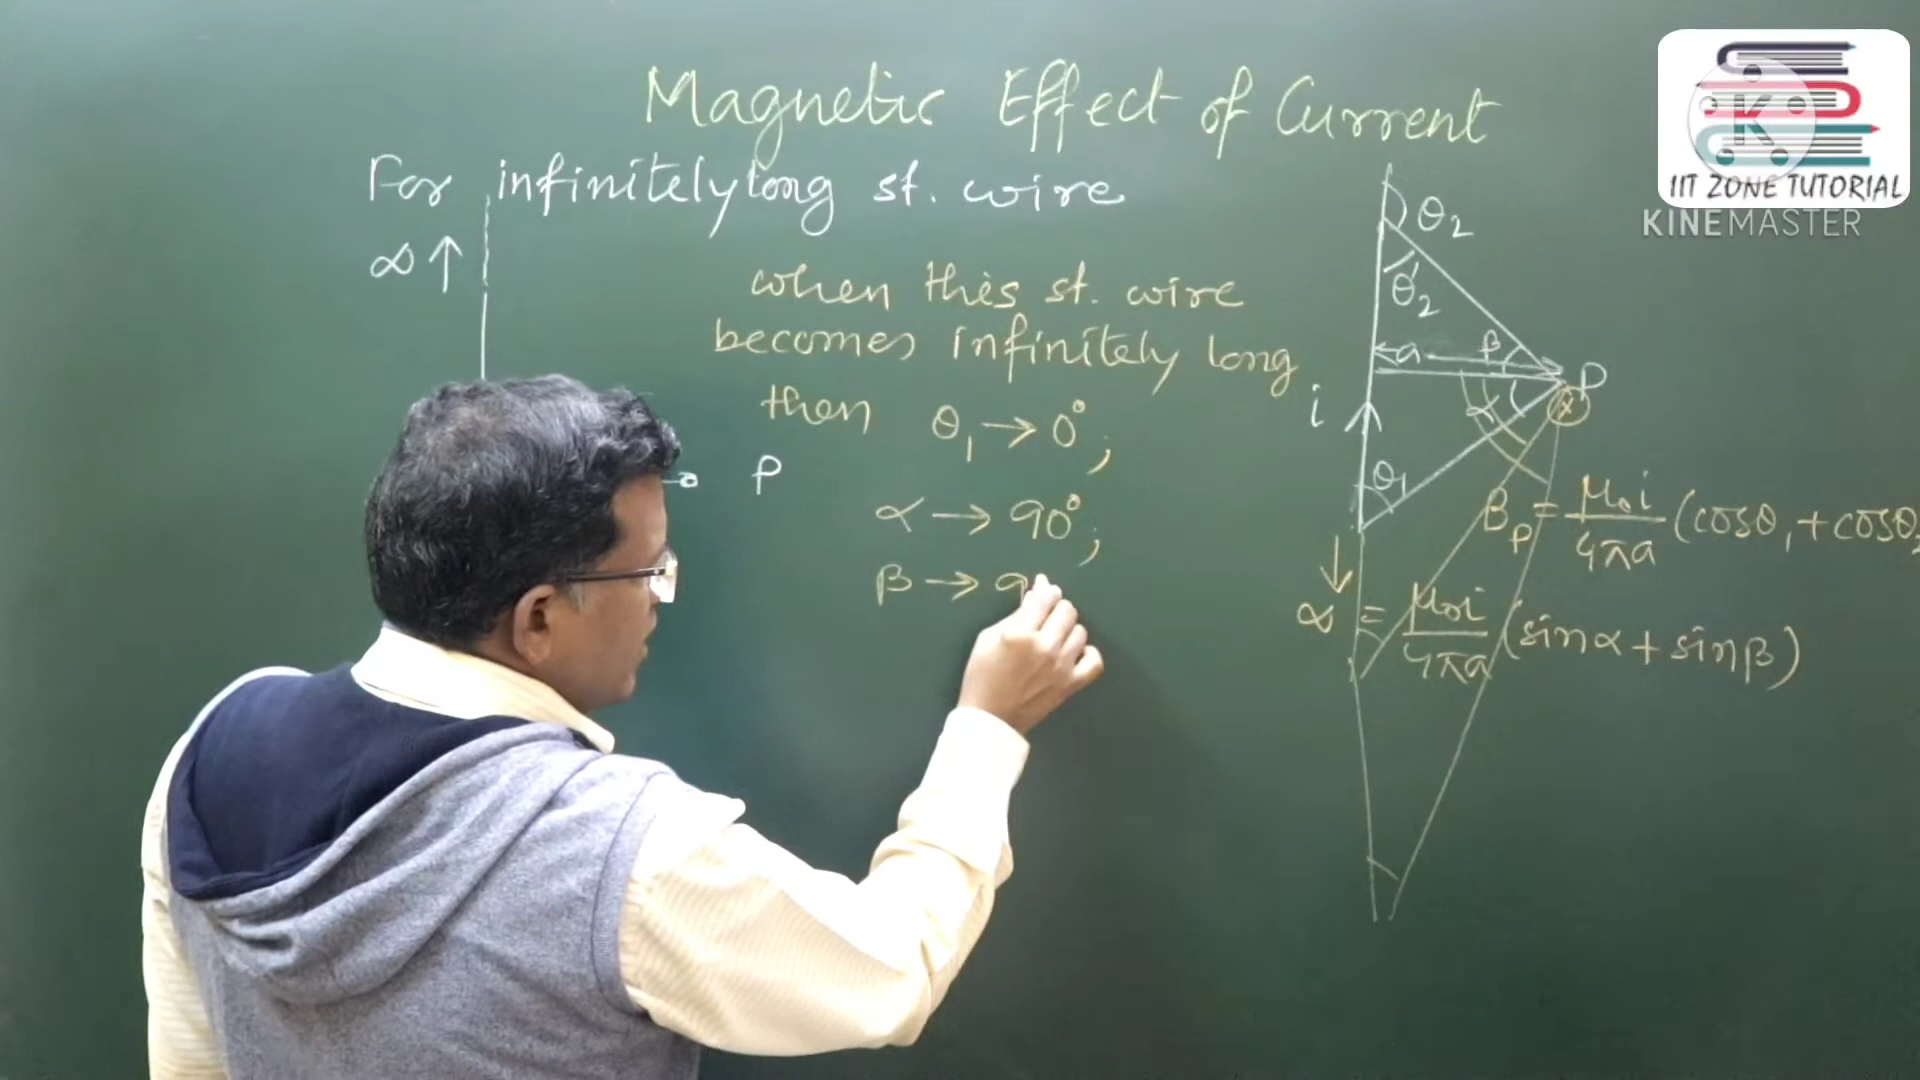 Magnetic Effect of Current
For infinitely long st. wire
∞ ↑
when this st. wire
becomes infinitely long
then θ₁ → 0°;
α → 90°;
β → 9
P
θ₂
θ'₂
a β
P
i
α
θ₁
B_P = μ₀i/4πa (cosθ₁ + cosθ₂
↓
∞
= μ₀i/4πa (sinα + sinβ)
IIT ZONE TUTORIAL
KINEMASTER
K